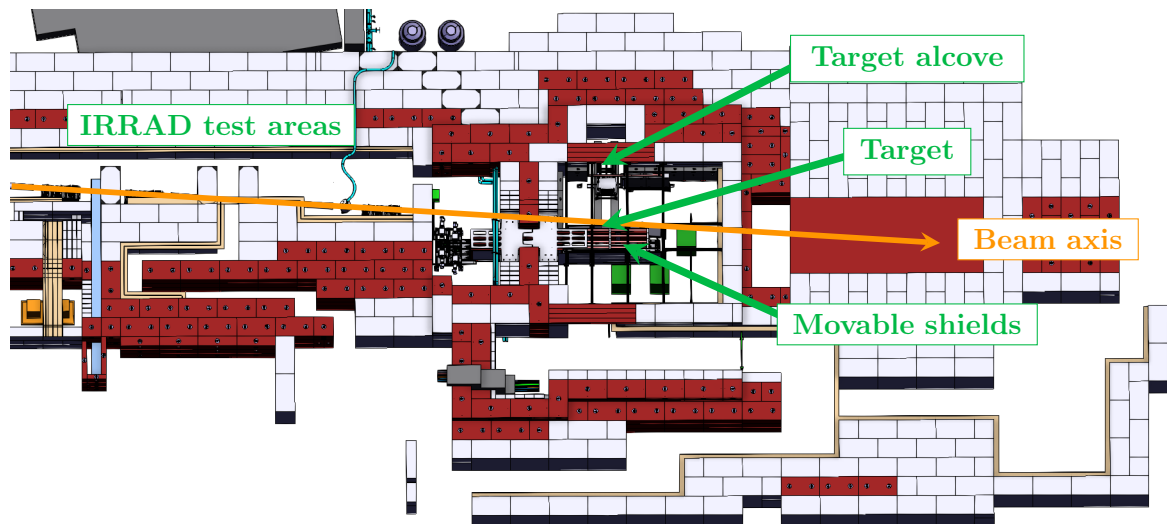 Target alcove
IRRAD test areas
Target
Beam axis
Movable shields